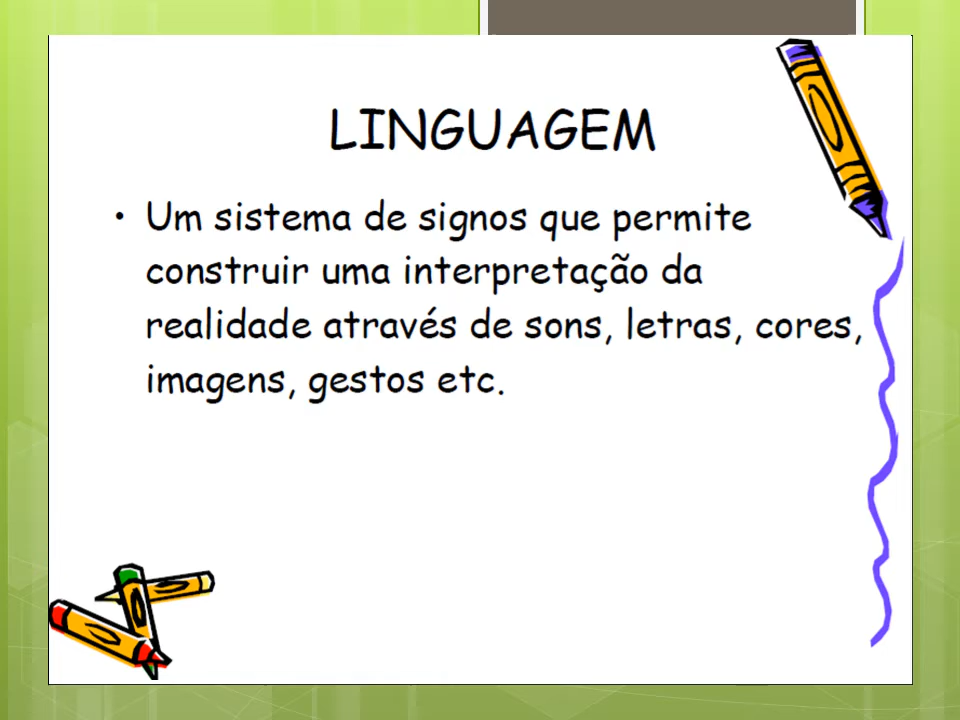 LINGUAGEM
• Um sistema de signos que permite
construir uma interpretação da
realidade através de sons, letras, cores,
imagens, gestos etc.